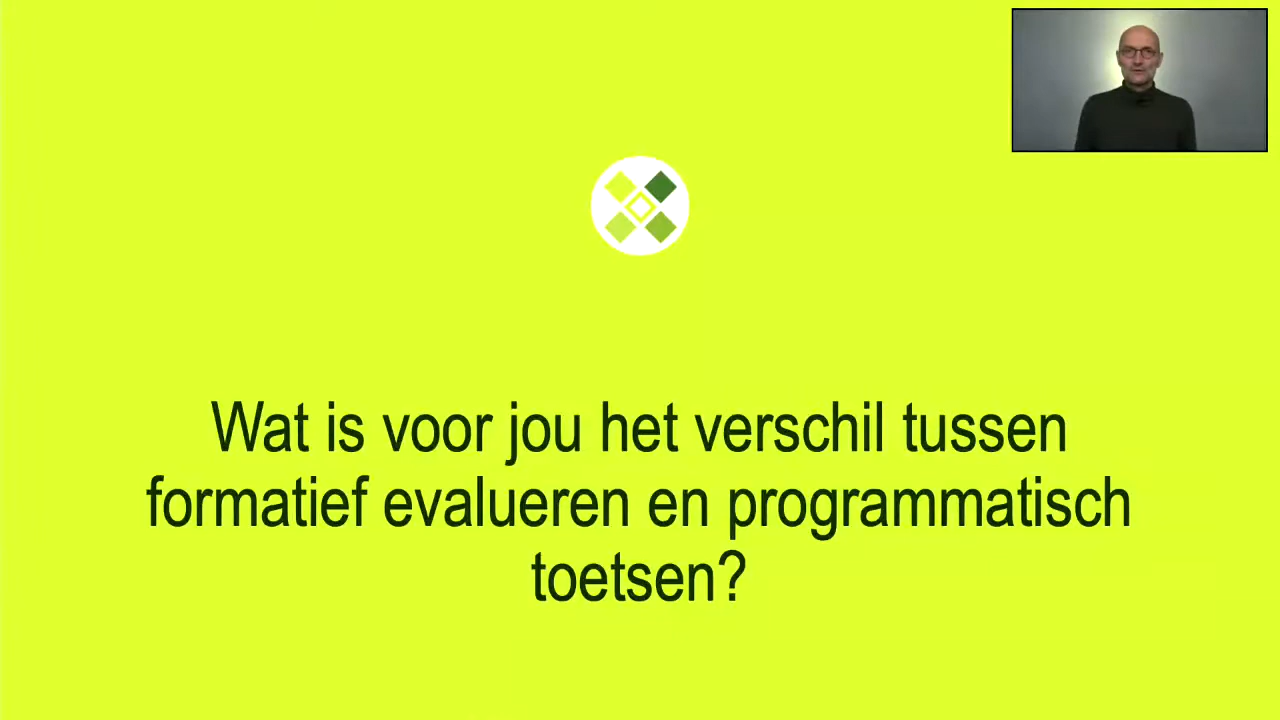 Wat is voor jou het verschil tussen
formatief evalueren en programmatisch
toetsen?